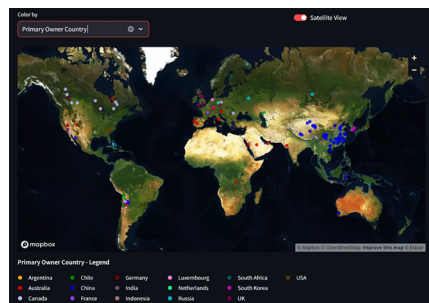 Color by
Satellite View
Primary Owner Country
+
−
mapbox
© Mapbox © OpenStreetMap Improve this map © Maxar
Primary Owner Country - Legend
Argentina Chile Germany Luxembourg South Africa USA
Australia China India Netherlands South Korea
Canada France Indonesia Russia UK